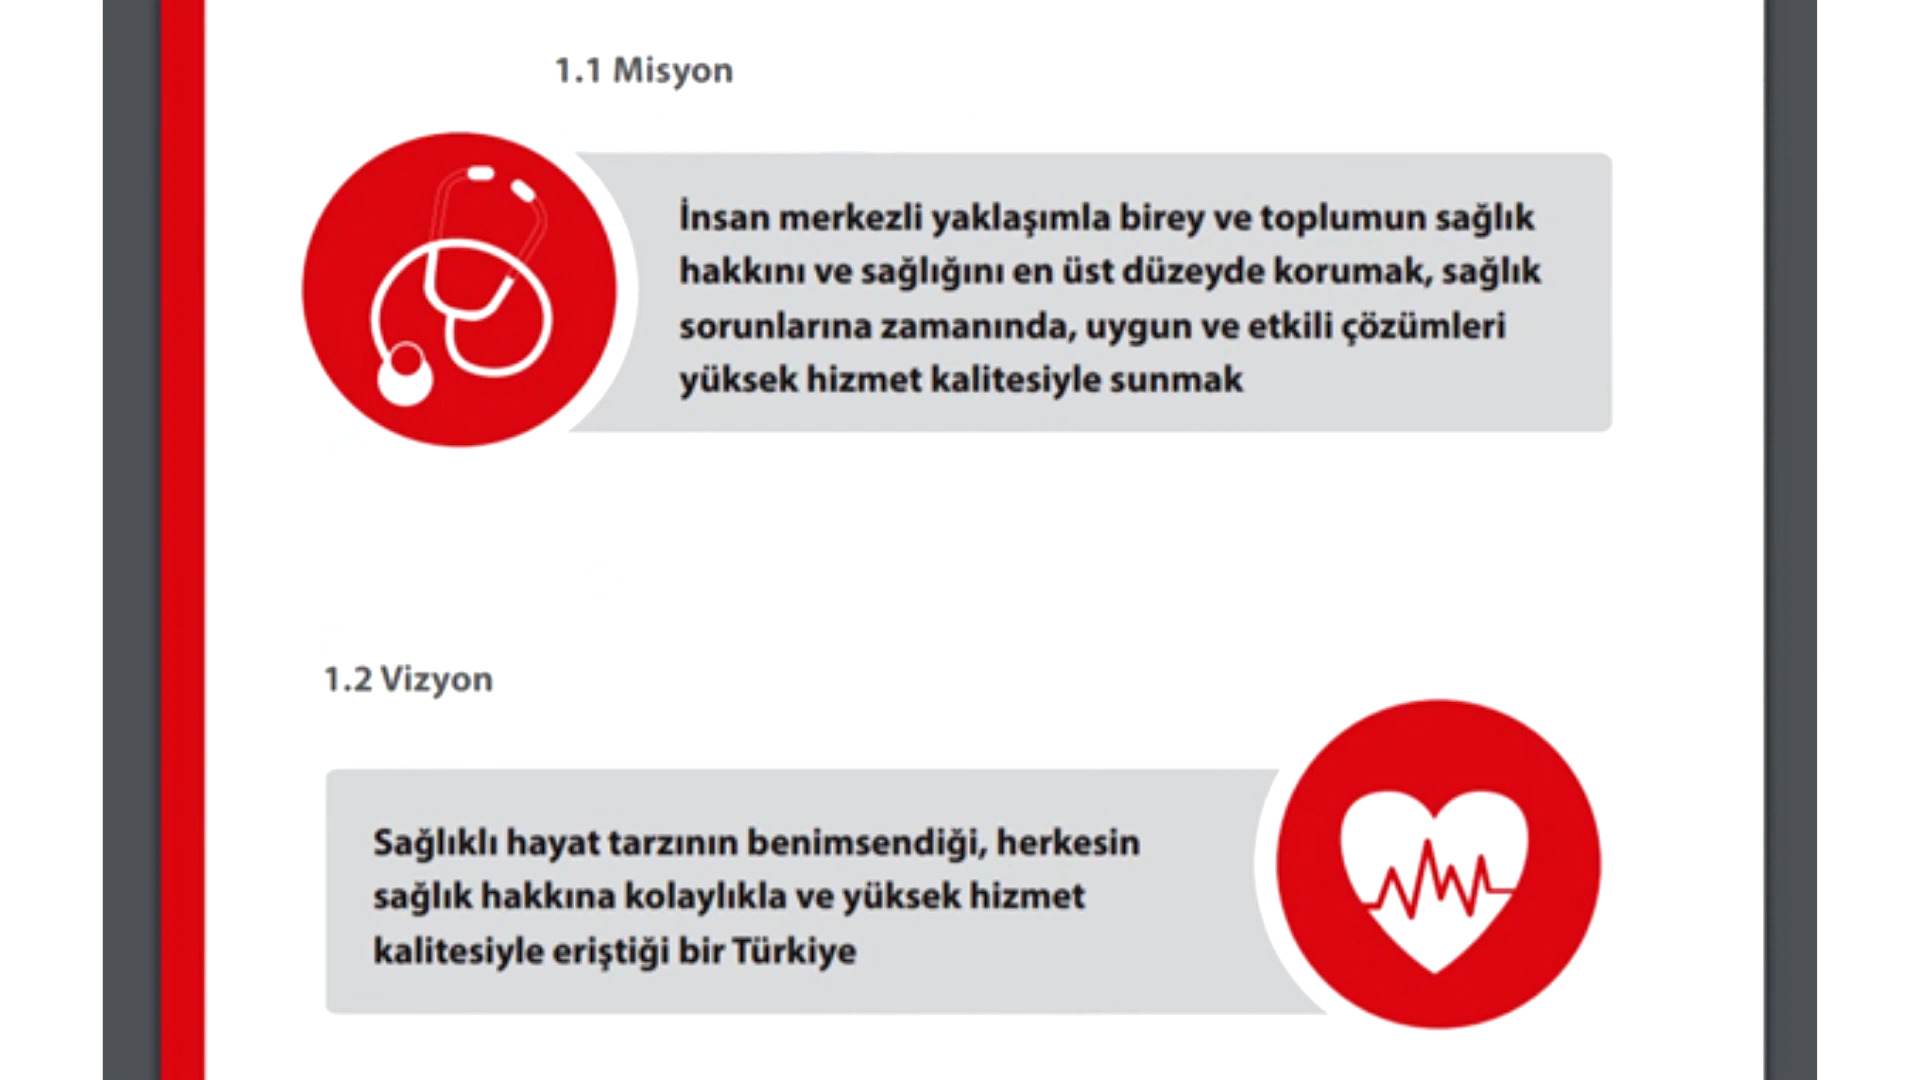 1.1 Misyon
İnsan merkezli yaklaşımla birey ve toplumun sağlık
hakkını ve sağlığını en üst düzeyde korumak, sağlık
sorunlarına zamanında, uygun ve etkili çözümleri
yüksek hizmet kalitesiyle sunmak
1.2 Vizyon
Sağlıklı hayat tarzının benimsendiği, herkesin
sağlık hakkına kolaylıkla ve yüksek hizmet
kalitesiyle eriştiği bir Türkiye